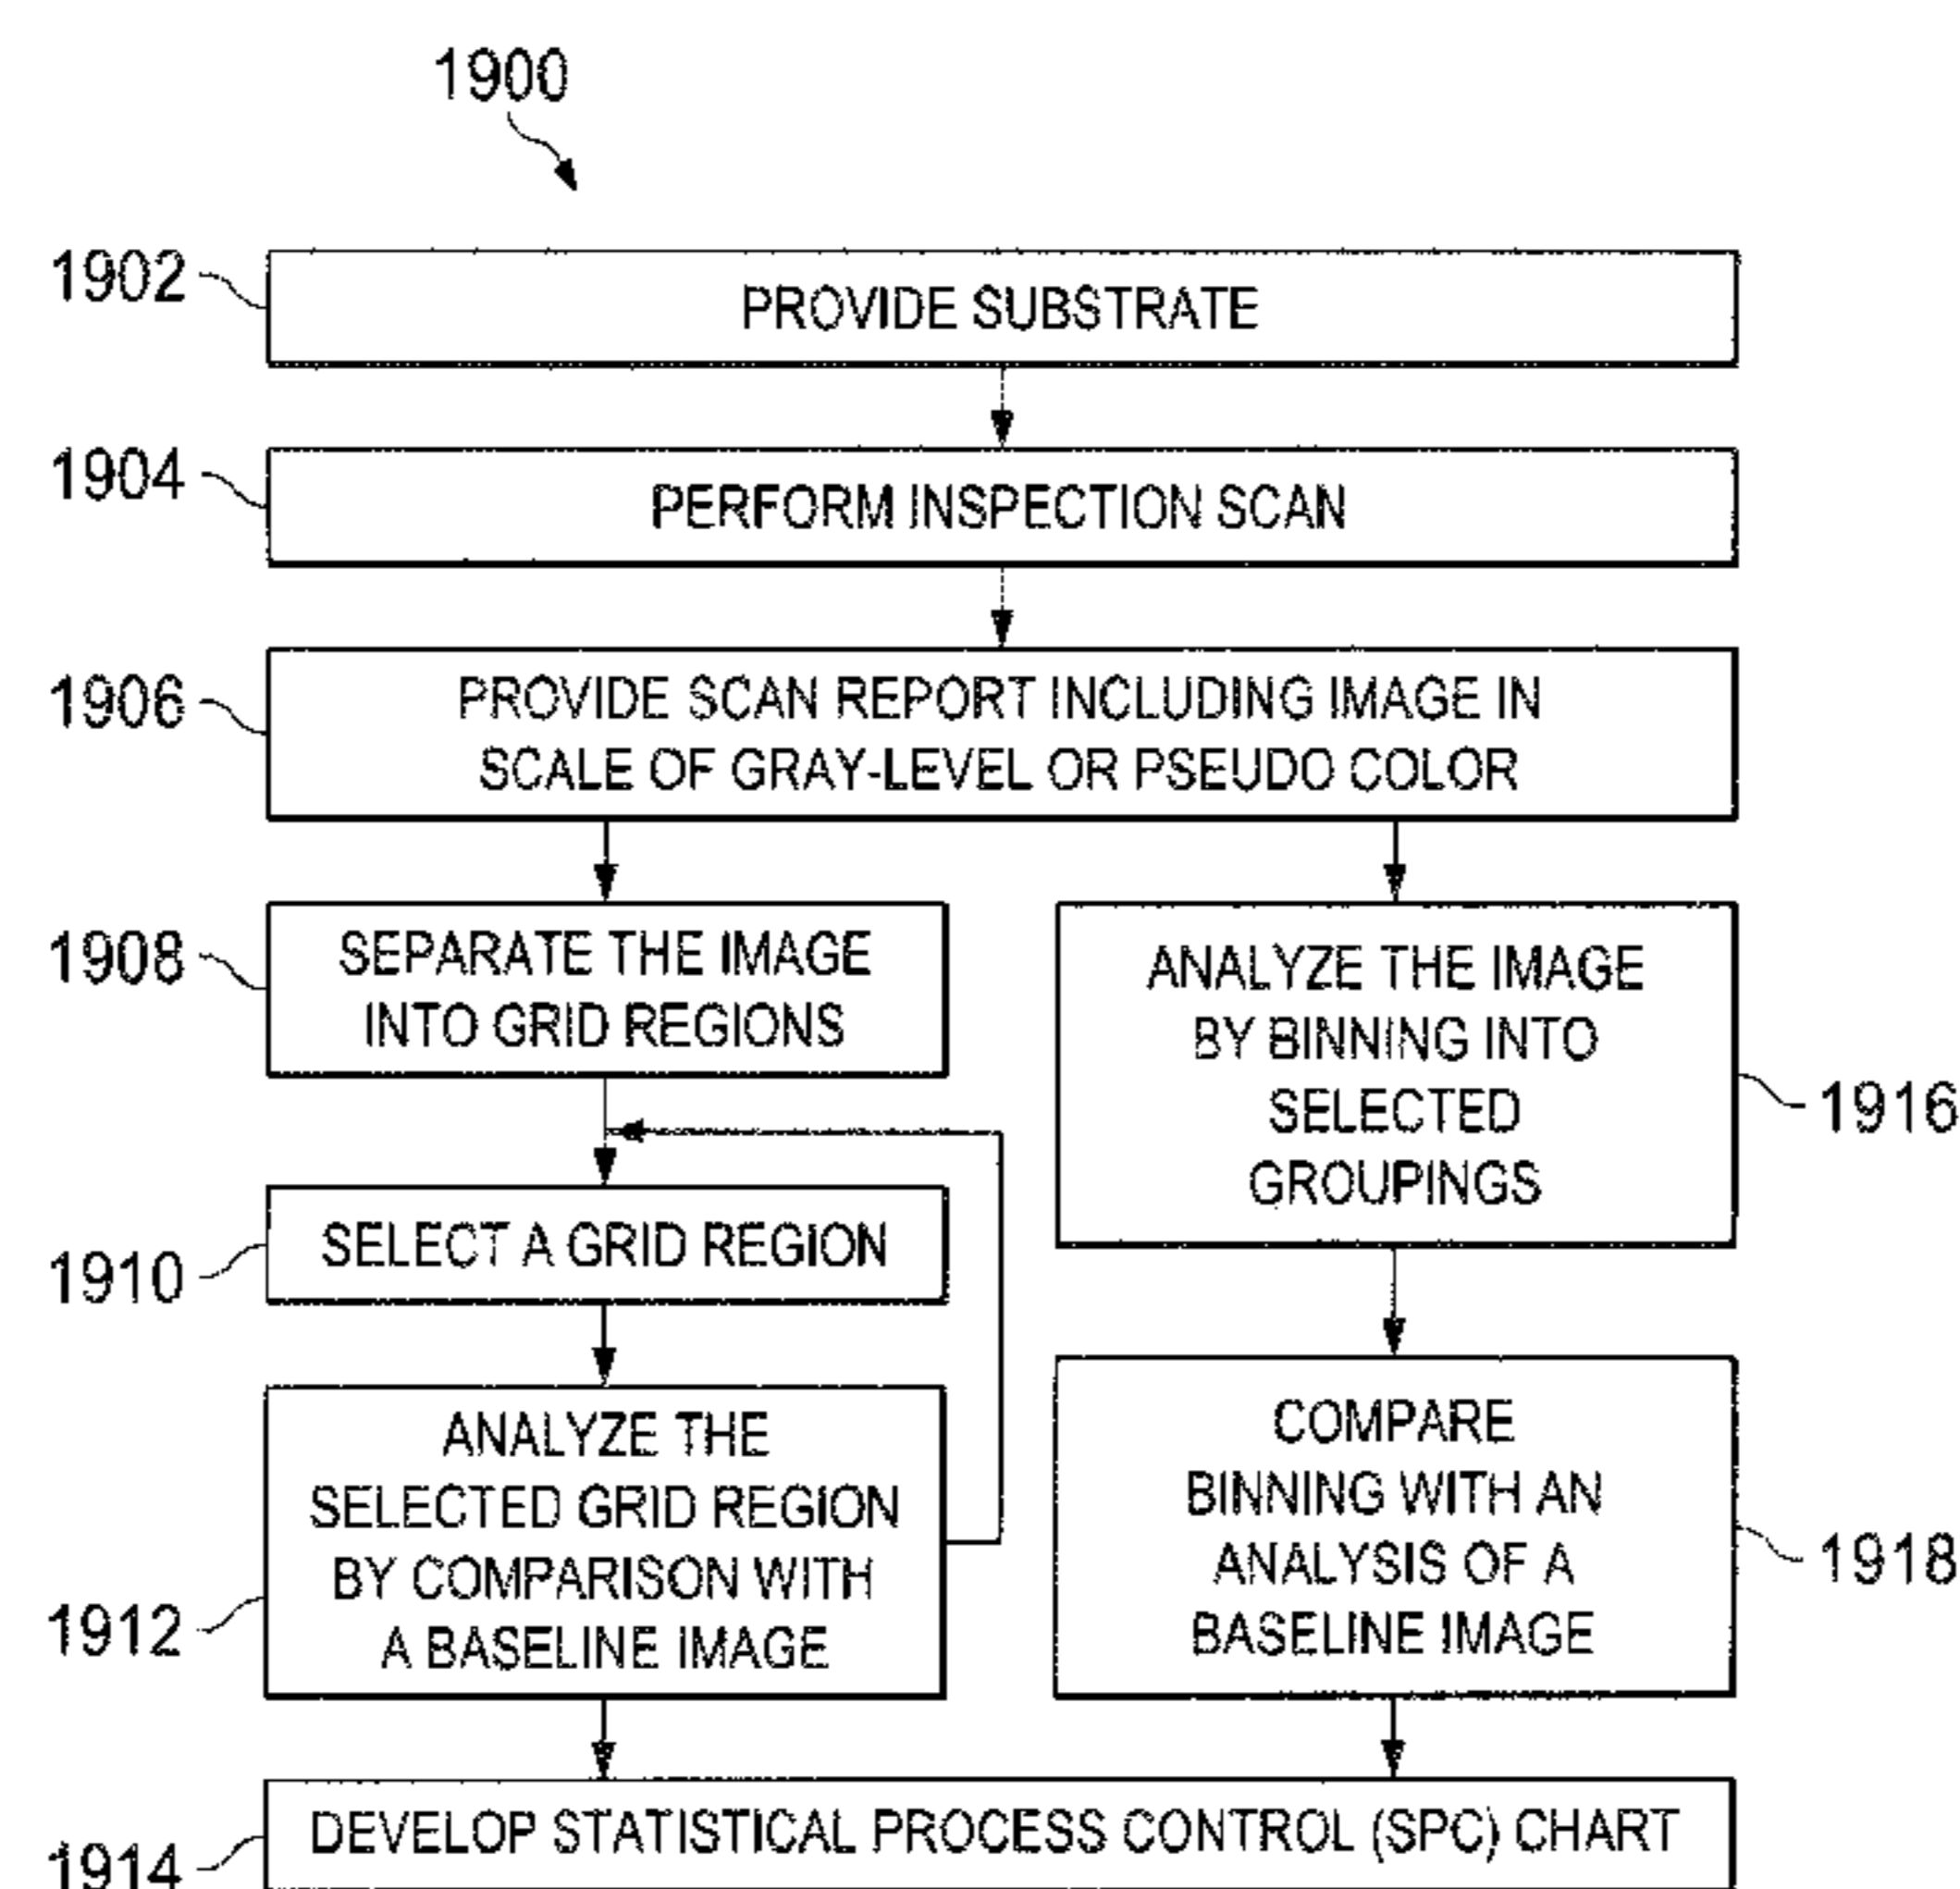 1900
1902
PROVIDE SUBSTRATE
1904
PERFORM INSPECTION SCAN
1906
PROVIDE SCAN REPORT INCLUDING IMAGE IN
SCALE OF GRAY-LEVEL OR PSEUDO COLOR
1908
SEPARATE THE IMAGE
INTO GRID REGIONS
1910
SELECT A GRID REGION
1912
ANALYZE THE
SELECTED GRID REGION
BY COMPARISON WITH
A BASELINE IMAGE
ANALYZE THE IMAGE
BY BINNING INTO
SELECTED
GROUPINGS
1916
COMPARE
BINNING WITH AN
ANALYSIS OF A
BASELINE IMAGE
1918
1914
DEVELOP STATISTICAL PROCESS CONTROL (SPC) CHART